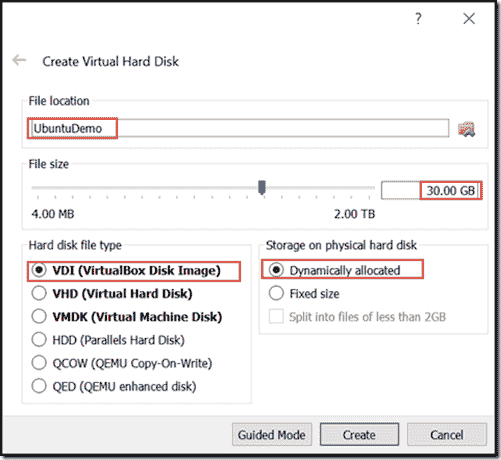 ?
Create Virtual Hard Disk
File location
UbuntuDemo
File size
30.00 GB
4.00 MB 2.00 TB
Hard disk file type Storage on physical hard disk
VDI (VirtualBox Disk Image) Dynamically allocated
VHD (Virtual Hard Disk) Fixed size
VMDK (Virtual Machine Disk) Split into files of less than 2GB
HDD (Parallels Hard Disk)
QCOW (QEMU Copy-On-Write)
QED (QEMU enhanced disk)
Guided Mode Create Cancel